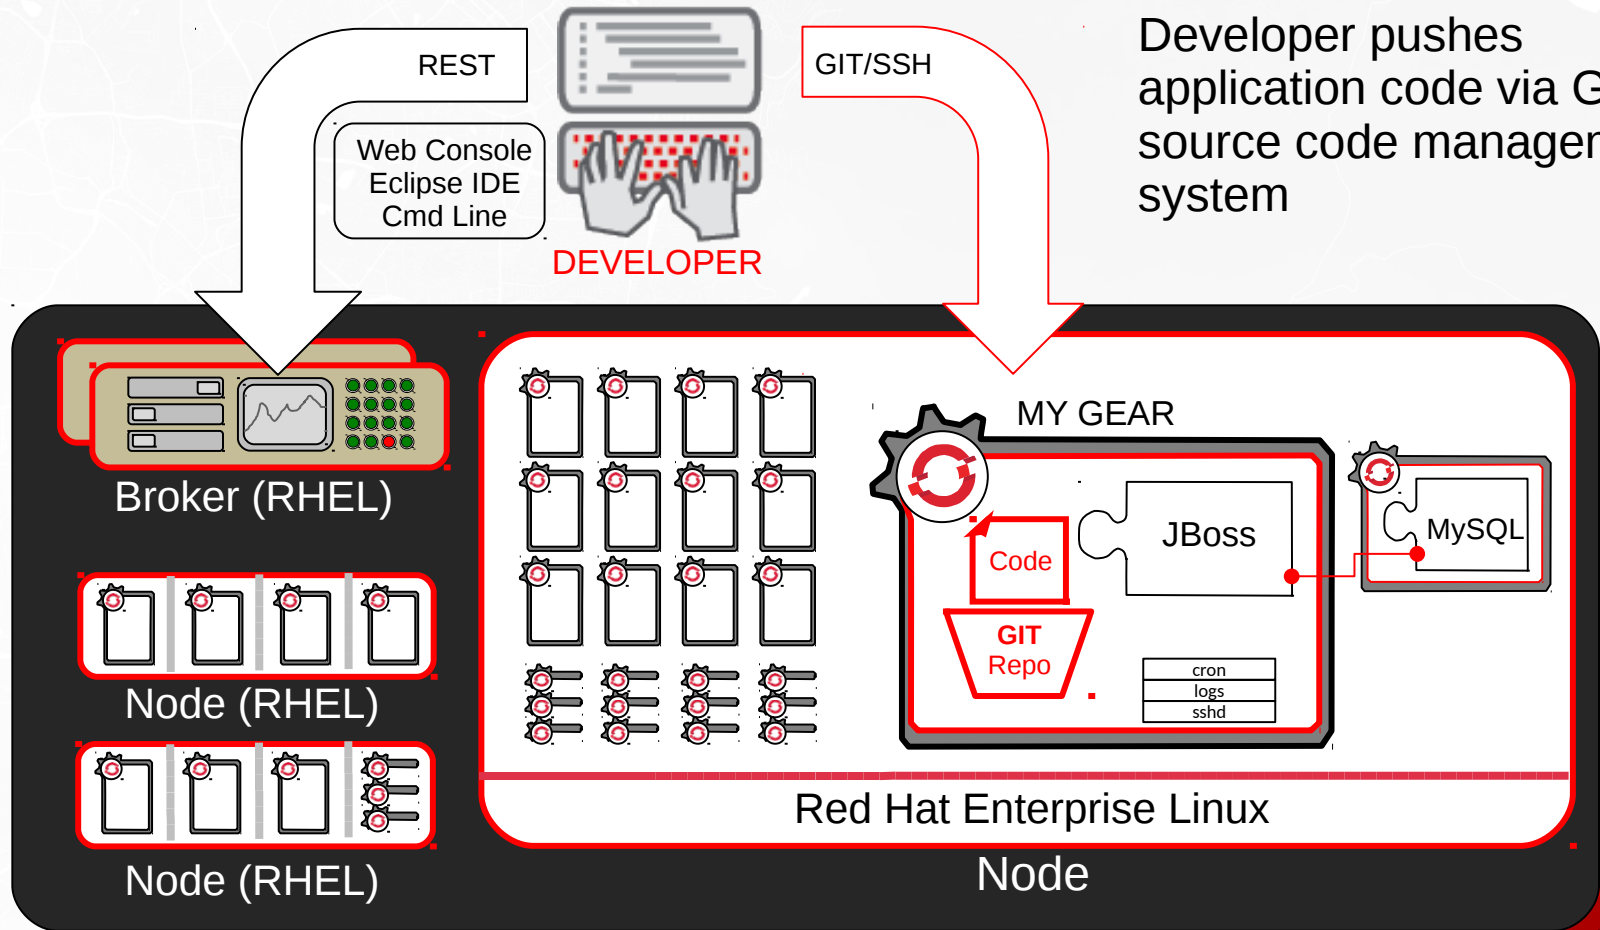 REST
GIT/SSH
Developer pushes
application code via
source code
system
Web Console
Eclipse IDE
Cmd Line
DEVELOPER
MY GEAR
Broker (RHEL)
JBoss
MySQL
Code
GIT
Repo
cron
logs
sshd
Node (RHEL)
Red Hat Enterprise Linux
Node (RHEL)
Node